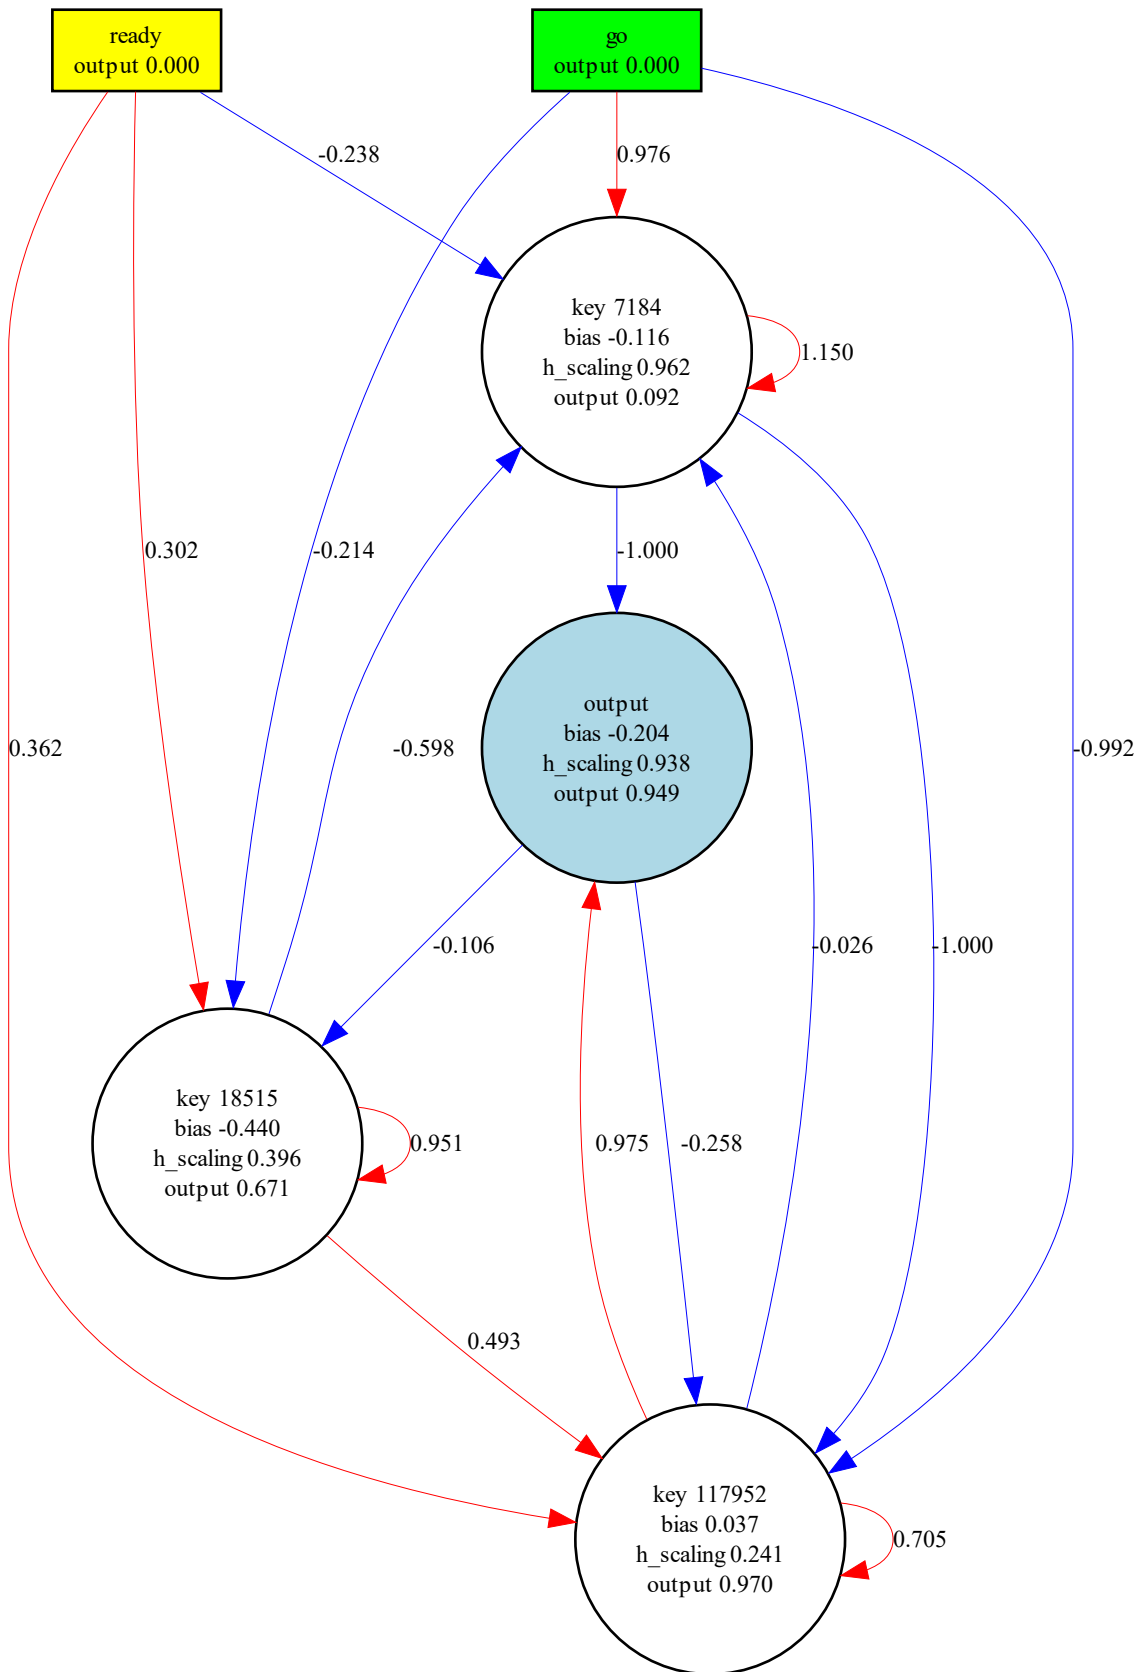 ready
output 0.000
go
output 0.000
-0.238
0.976
key 7184
bias -0.116
h_scaling 0.962
output 0.092
1.150
0.302
-0.214
-1.000
output
bias -0.204
h_scaling 0.938
output 0.949
0.362
-0.598
-0.992
-0.106
-0.026
-1.000
key 18515
bias -0.440
h_scaling 0.396
output 0.671
0.951
0.975
-0.258
0.493
key 117952
bias 0.037
h_scaling 0.241
output 0.970
0.705